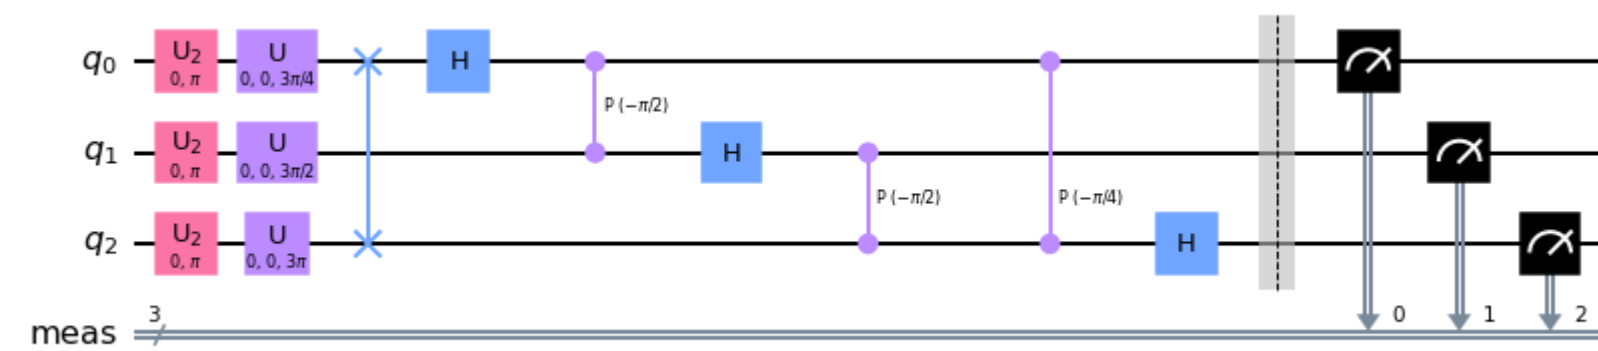 q0 U2 0, π U 0, 0, 3π/4 H
P (−π/2)
q1 U2 0, π U 0, 0, 3π/2 H
P (−π/2) P (−π/4)
q2 U2 0, π U 0, 0, 3π H
meas 3 0 1 2